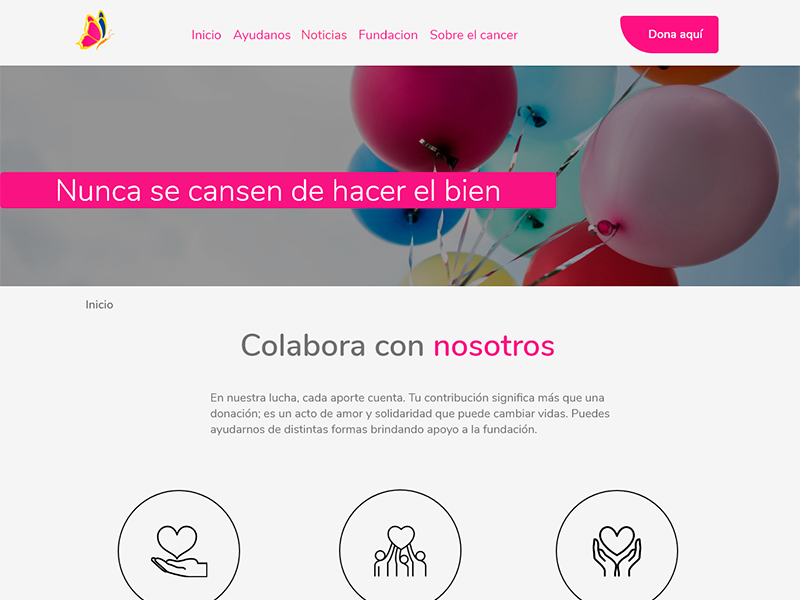 Inicio Ayudanos Noticias Fundacion Sobre el cancer
Dona aquí
Nunca se cansen de hacer el bien
Inicio
Colabora con nosotros
En nuestra lucha, cada aporte cuenta. Tu contribución significa más que una
donación; es un acto de amor y solidaridad que puede cambiar vidas. Puedes
ayudarnos de distintas formas brindando apoyo a la fundación.